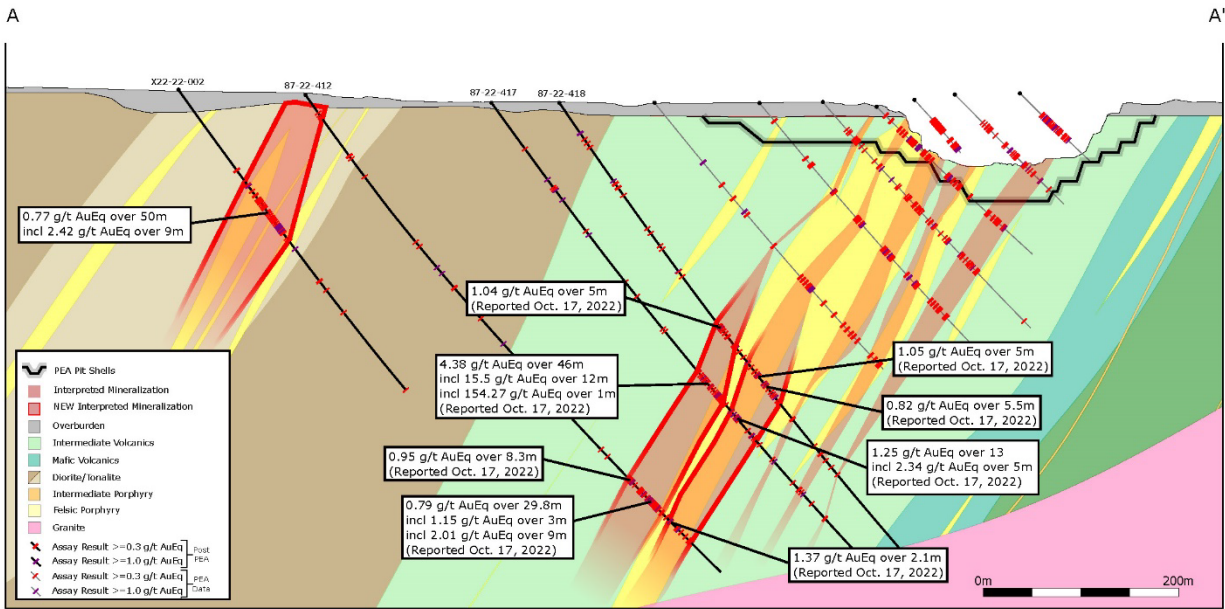 A
A'
X22-22-002
87-22-412
87-22-417
87-22-418
0.77 g/t AuEq over 50m
incl 2.42 g/t AuEq over 9m
1.04 g/t AuEq over 5m
(Reported Oct. 17, 2022)
4.38 g/t AuEq over 46m
incl 15.5 g/t AuEq over 12m
incl 154.27 g/t AuEq over 1m
(Reported Oct. 17, 2022)
1.05 g/t AuEq over 5m
(Reported Oct. 17, 2022)
0.82 g/t AuEq over 5.5m
(Reported Oct. 17, 2022)
1.25 g/t AuEq over 13
incl 2.34 g/t AuEq over 5m
(Reported Oct. 17, 2022)
0.95 g/t AuEq over 8.3m
(Reported Oct. 17, 2022)
0.79 g/t AuEq over 29.8m
incl 1.15 g/t AuEq over 3m
incl 2.01 g/t AuEq over 9m
(Reported Oct. 17, 2022)
1.37 g/t AuEq over 2.1m
(Reported Oct. 17, 2022)
PEA Pit Shells
Interpreted Mineralization
NEW Interpreted Mineralization
Overburden
Intermediate Volcanics
Mafic Volcanics
Diorite/Tonalite
Intermediate Porphyry
Felsic Porphyry
Granite
Assay Result >=0.3 g/t AuEq
Assay Result >=1.0 g/t AuEq
Post
PEA
Assay Result >=0.3 g/t AuEq
Assay Result >=1.0 g/t AuEq
PEA
Data
0m
200m